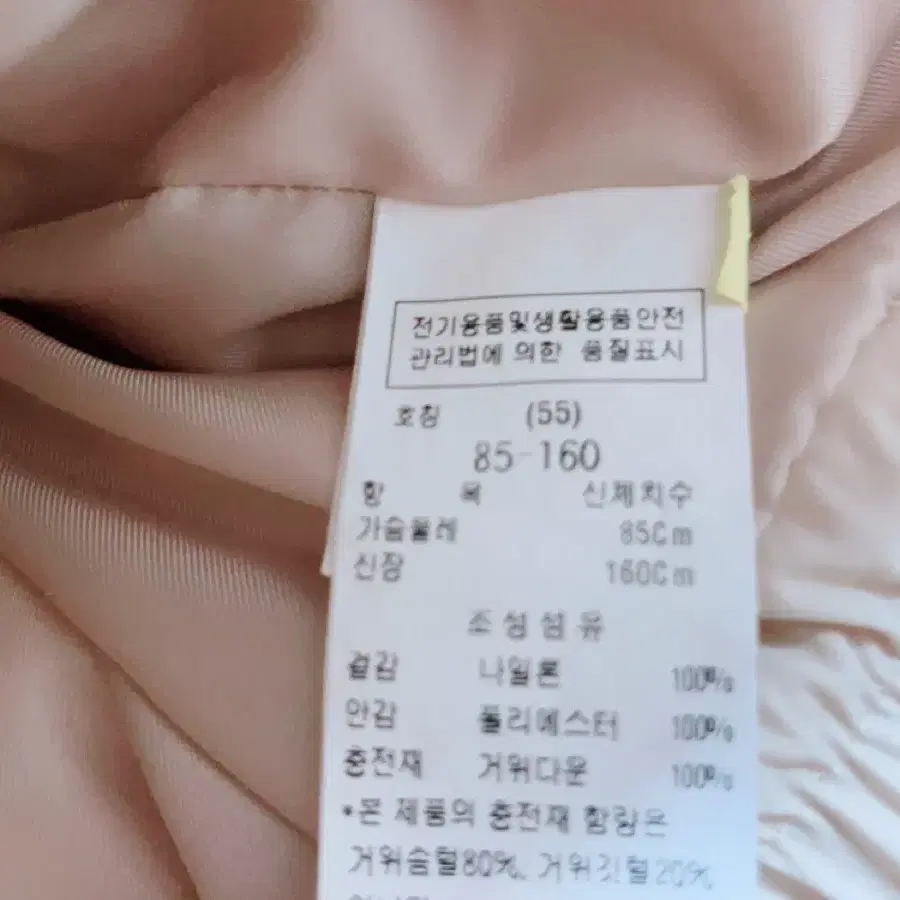 전기용품및생활용품안전
관리법에 의한 품질표시
호칭 (55)
85-160
항 목 신체치수
가슴둘레 85Cm
신장 160Cm
조성섬유
겉감 나일론 100%
안감 폴리에스터 100%
충전재 거위다운 100%
*본 제품의 충전재 함량은
거위솜털80%, 거위깃털20%